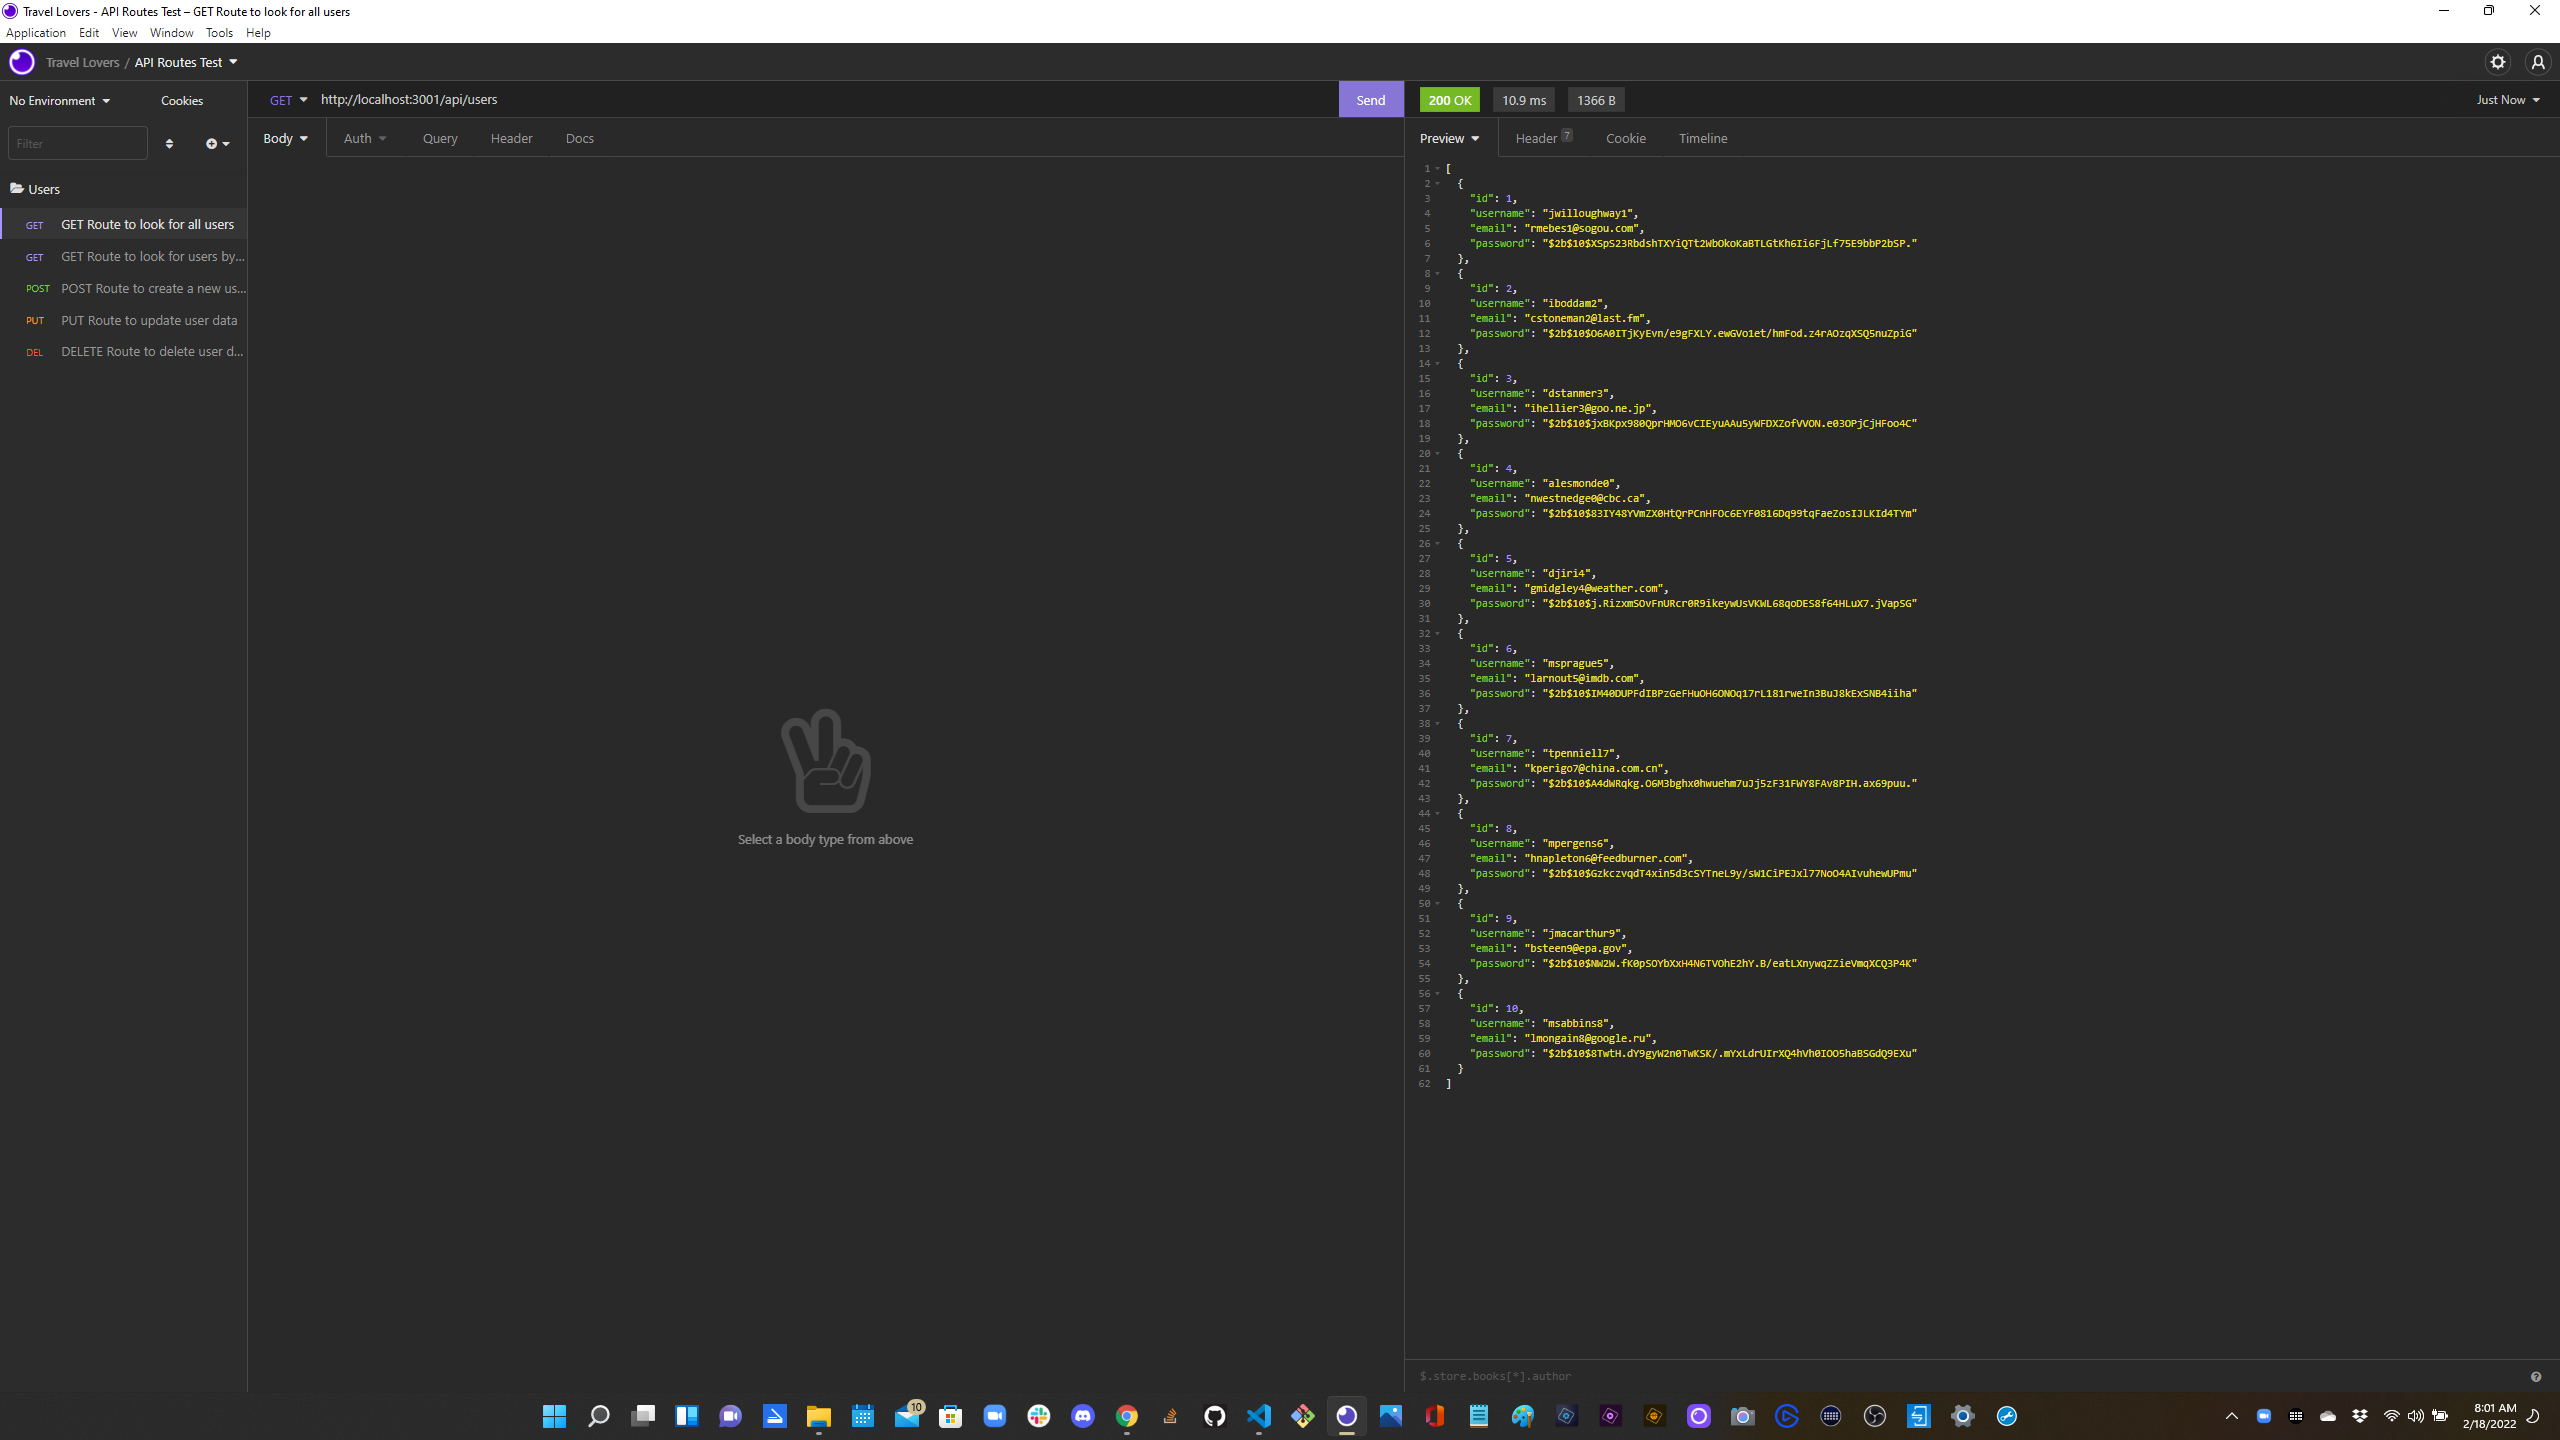 Travel Lovers - API Routes Test – GET Route to look for all users
Application Edit View Window Tools Help
Travel Lovers / API Routes Test
No Environment Cookies
GET http://localhost:3001/api/users Send
200 OK 10.9 ms 1366 B Just Now
Filter
Body Auth Query Header Docs
Preview Header 7 Cookie Timeline
Users
GET GET Route to look for all users
GET GET Route to look for users by...
POST POST Route to create a new us...
PUT PUT Route to update user data
DEL DELETE Route to delete user d...
Select a body type from above
1 [
2 {
3 "id": 1,
4 "username": "jwilloughway1",
5 "email": "rmebes1@sogou.com",
6 "password": "$2b$10$XSpS23RbdshTXYiQTt2WbOkoKaBTLGtKh6Ii6FjLf75E9bbP2bSP."
7 },
8 {
9 "id": 2,
10 "username": "iboddam2",
11 "email": "cstoneman2@last.fm",
12 "password": "$2b$10$O6A0ITjKyEvn/e9gFXLY.ewGVo1et/hmFod.z4rAOzqXSQ5nuZpiG"
13 },
14 {
15 "id": 3,
16 "username": "dstanmer3",
17 "email": "ihellier3@goo.ne.jp",
18 "password": "$2b$10$jxBKpx980QprHMO6vCIEyuAAu5yWFDXZofVVON.e03OPjCjHFoo4C"
19 },
20 {
21 "id": 4,
22 "username": "alesmonde0",
23 "email": "nwestnedge0@cbc.ca",
24 "password": "$2b$10$83IY48YVmZX0HtQrPCnHFOc6EYF0816Dq99tqFaeZosIJLKId4TYm"
25 },
26 {
27 "id": 5,
28 "username": "djiri4",
29 "email": "gmidgley4@weather.com",
30 "password": "$2b$10$j.RizxmSOvFnURcr0R9ikeywUsVKWL68qoDES8f64HLuX7.jVapSG"
31 },
32 {
33 "id": 6,
34 "username": "msprague5",
35 "email": "larnout5@imdb.com",
36 "password": "$2b$10$IM40DUPFdIBPzGeFHuOH6ONOq17rL181rweIn3BuJ8kExSNB4iiha"
37 },
38 {
39 "id": 7,
40 "username": "tpenniell7",
41 "email": "kperigo7@china.com.cn",
42 "password": "$2b$10$A4dWRqkg.O6M3bghx0hwuehm7uJj5zF31FWY8FAv8PIH.ax69puu."
43 },
44 {
45 "id": 8,
46 "username": "mpergens6",
47 "email": "hnapleton6@feedburner.com",
48 "password": "$2b$10$GzkczvqdT4xin5d3cSYTneL9y/sW1CiPEJxl77NoO4AIvuhewUPmu"
49 },
50 {
51 "id": 9,
52 "username": "jmacarthur9",
53 "email": "bsteen9@epa.gov",
54 "password": "$2b$10$NW2W.fK0pSOYbXxH4N6TVOhE2hY.B/eatLXnywqZZieVmqXCQ3P4K"
55 },
56 {
57 "id": 10,
58 "username": "msabbins8",
59 "email": "lmongain8@google.ru",
60 "password": "$2b$10$8TwtH.dY9gyW2n0TwKSK/.mYxLdrUIrXQ4hVh0IOO5haBSGdQ9EXu"
61 }
62 ]
$.store.books[*].author
10
8:01 AM
2/18/2022